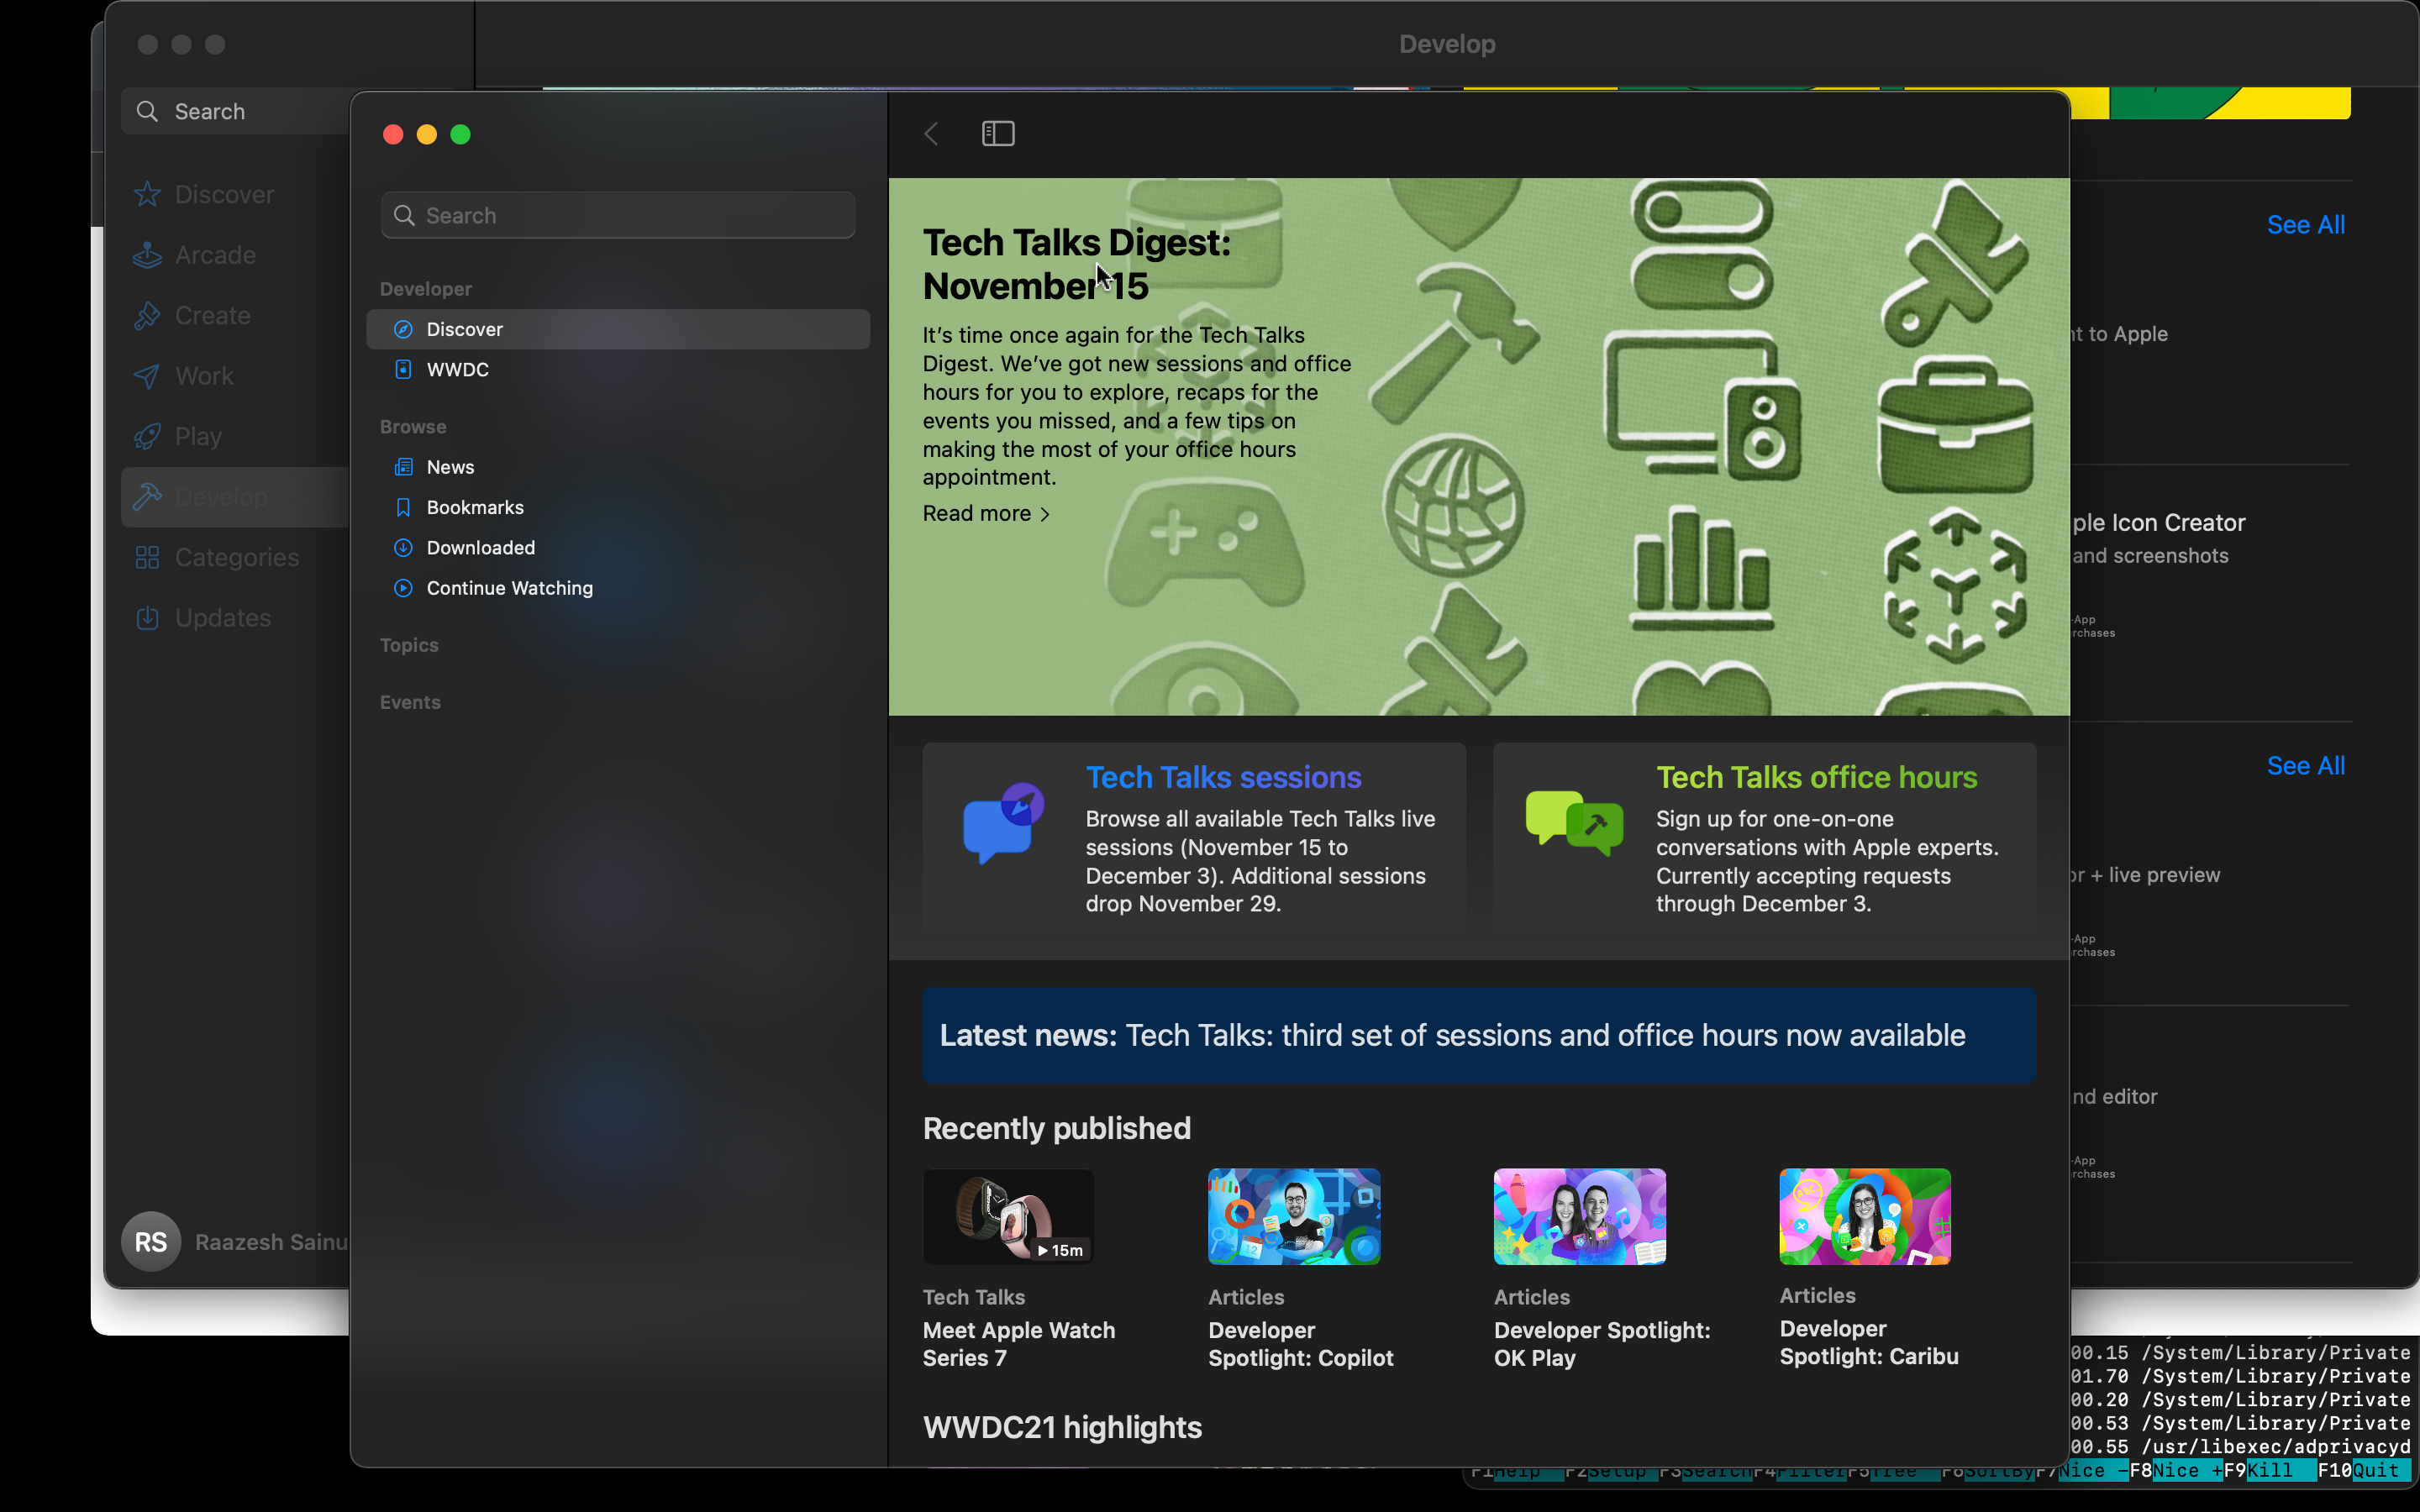 Develop
Search
Discover
Arcade
Create
Work
Play
Develop
Categories
Updates
RS Raazesh Sainu
Search
Developer
Discover
WWDC
Browse
News
Bookmarks
Downloaded
Continue Watching
Topics
Events
Tech Talks Digest:
November 15
It's time once again for the Tech Talks
Digest. We've got new sessions and office
hours for you to explore, recaps for the
events you missed, and a few tips on
making the most of your office hours
appointment.
Read more >
Tech Talks sessions
Browse all available Tech Talks live
sessions (November 15 to
December 3). Additional sessions
drop November 29.
Tech Talks office hours
Sign up for one-on-one
conversations with Apple experts.
Currently accepting requests
through December 3.
Latest news: Tech Talks: third set of sessions and office hours now available
Recently published
15m
Tech Talks
Meet Apple Watch
Series 7
12
Articles
Developer
Spotlight: Copilot
Articles
Developer Spotlight:
OK Play
Articles
Developer
Spotlight: Caribu
WWDC21 highlights
See All
to Apple
ple Icon Creator
and screenshots
-App
rchases
See All
or + live preview
-App
rchases
nd editor
-App
rchases
00.15 /System/Library/Private
01.70 /System/Library/Private
00.20 /System/Library/Private
00.53 /System/Library/Private
00.55 /usr/libexec/adprivacyd
F1Help F2Setup F3SearchF4FilterF5Tree F6SortByF7Nice -F8Nice +F9Kill F10Quit